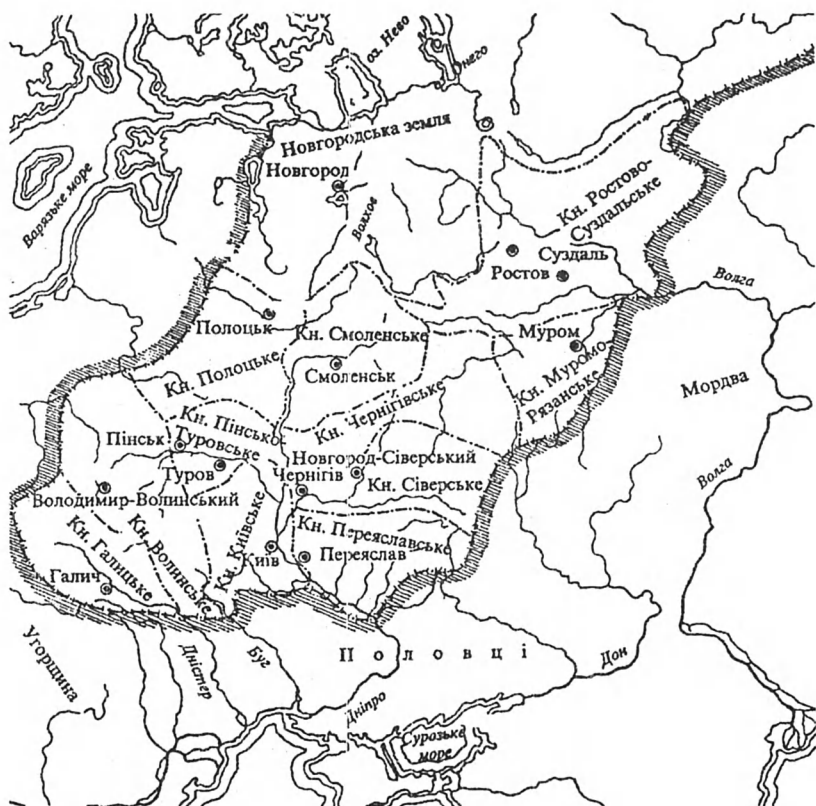 оз. Нево
Онего
Новгородська земля
Новгород
Варязьке море
Волхов
Кн. Ростово-
Суздальське
Суздаль
Ростов
Волга
Полоцьк
Кн. Смоленське
Муром
Смоленськ
Кн. Полоцьке
Кн. Муромо-
Рязанське
Мордва
Кн. Чернігівське
Кн. Пінсько-
Туровське
Пінськ
Туров
Новгород-Сіверський
Чернігів
Кн. Сіверське
Волга
Володимир-Волинський
Кн. Переяславське
Кн. Галицьке
Кн. Волинське
Кн. Київське
Київ
Переяслав
Галич
Угорщина
Дністер
Буг
Половці
Дон
Дніпро
Сурозьке
море